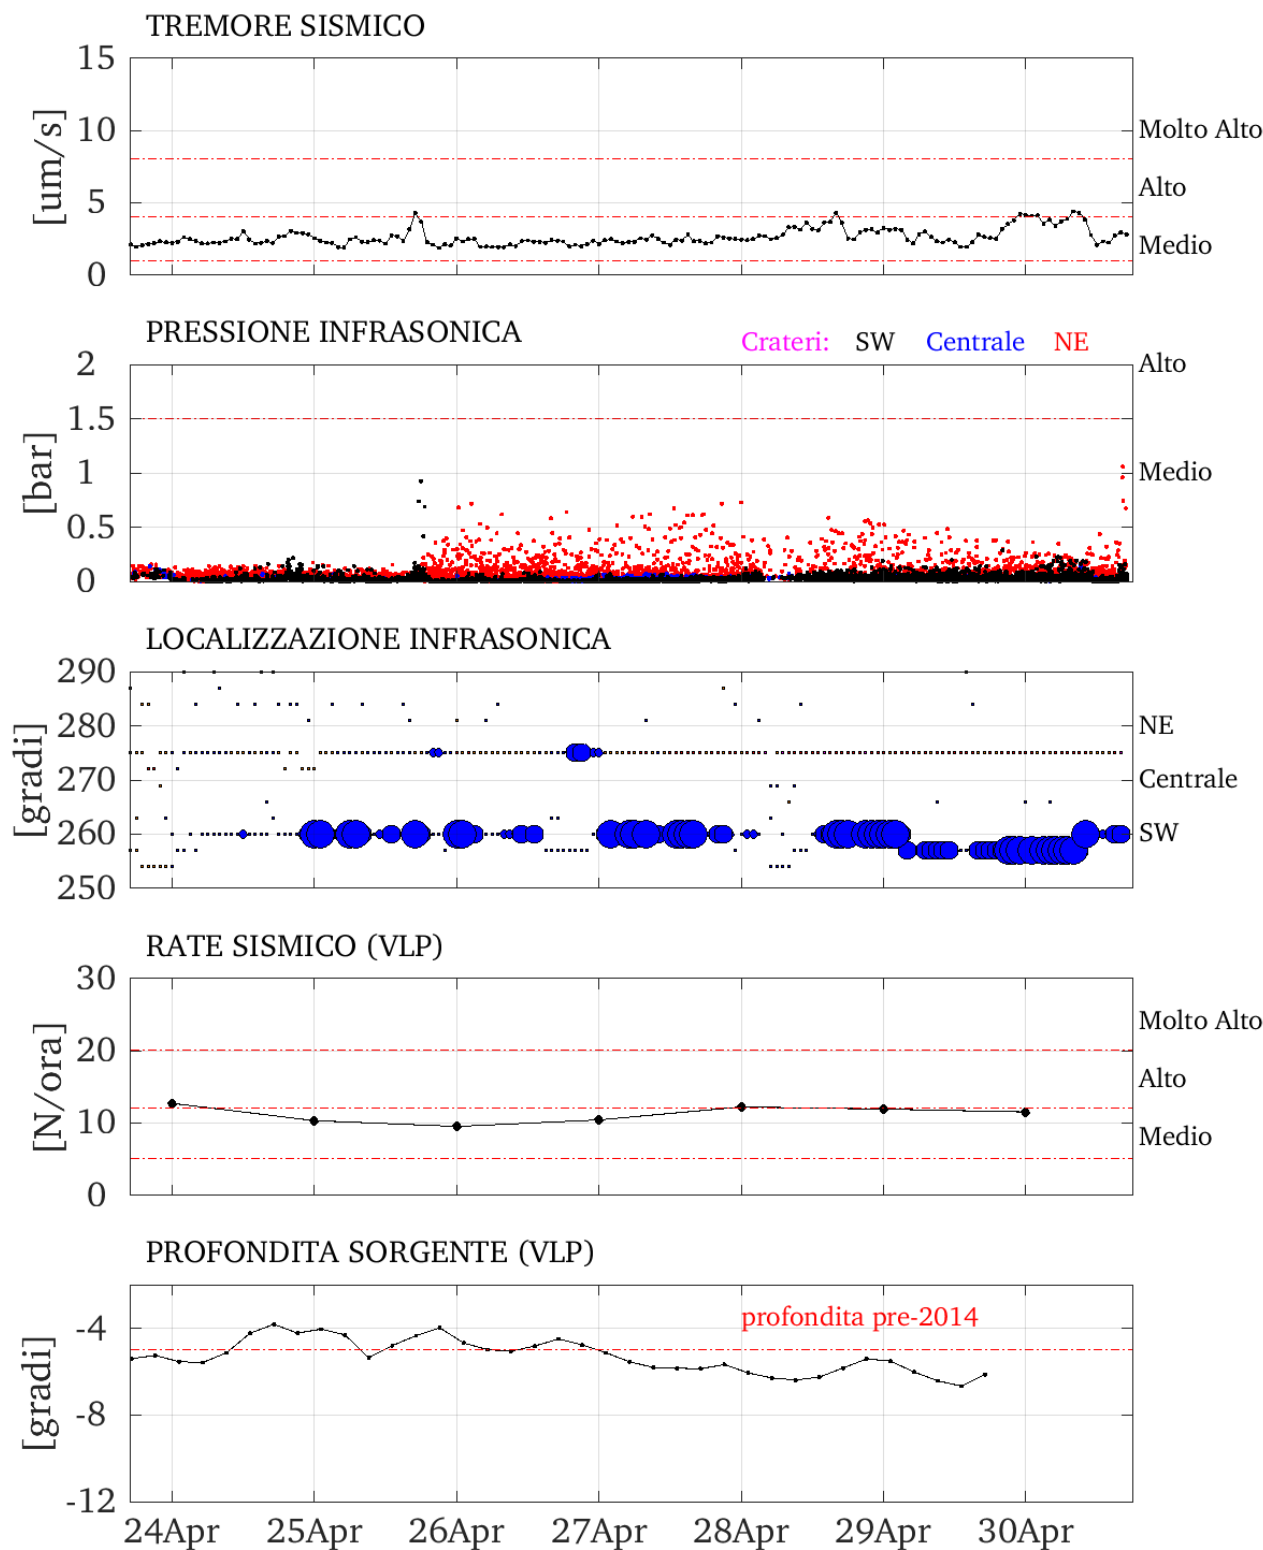 TREMORE SISMICO
15
10
5
0
[um/s]
Molto Alto
Alto
Medio
PRESSIONE INFRASONICA
Crateri: SW Centrale NE
2
1.5
1
0.5
0
[bar]
Alto
Medio
LOCALIZZAZIONE INFRASONICA
290
280
270
260
250
[gradi]
NE
Centrale
SW
RATE SISMICO (VLP)
30
20
10
0
[N/ora]
Molto Alto
Alto
Medio
PROFONDITA SORGENTE (VLP)
profondita pre-2014
-4
-8
-12
[gradi]
24Apr 25Apr 26Apr 27Apr 28Apr 29Apr 30Apr